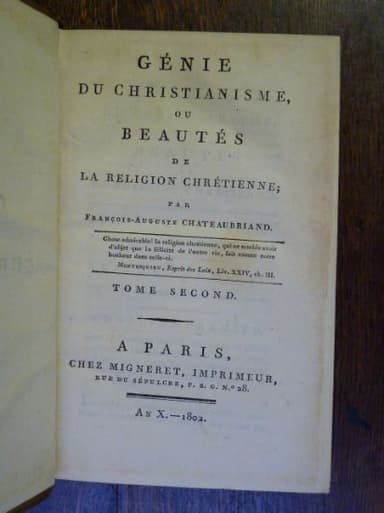 GÉNIE
DU CHRISTIANISME,
OU
BEAUTÉS
DE
LA RELIGION CHRÉTIENNE;
PAR
FRANÇOIS-AUGUSTE CHATEAUBRIAND.
Chose admirable! la religion chrétienne, qui ne semble avoir
d'objet que la félicité de l'autre vie, fait encore notre
bonheur dans celle-ci.
MONTESQUIEU, Esprit des Lois, Liv. XXIV, ch. III.
TOME SECOND.
A PARIS,
CHEZ MIGNERET, IMPRIMEUR,
RUE DU SÉPULCRE, F. S. G. N.º 28.
AN X.—1802.